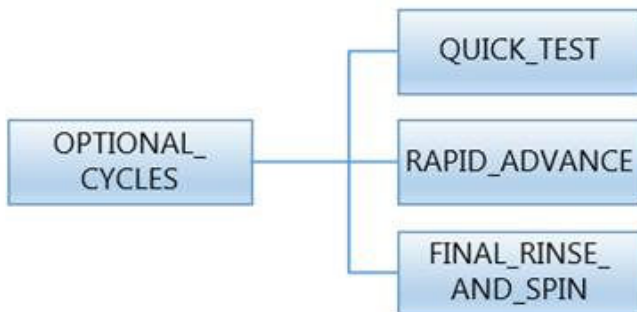 QUICK_TEST
OPTIONAL_
CYCLES
RAPID_ADVANCE
FINAL_RINSE_
AND_SPIN